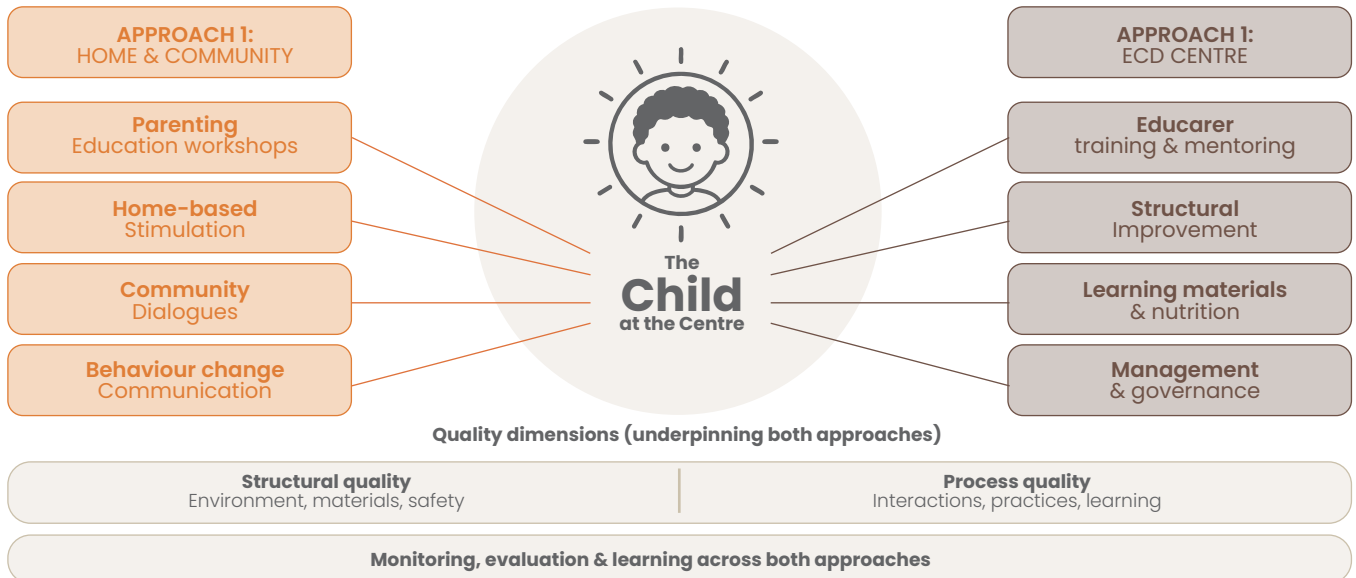 APPROACH 1:
HOME & COMMUNITY
Parenting
Education workshops
Home-based
Stimulation
Community
Dialogues
Behaviour change
Communication
The
Child
at the Centre
APPROACH 1:
ECD CENTRE
Educarer
training & mentoring
Structural
Improvement
Learning materials
& nutrition
Management
& governance
Quality dimensions (underpinning both approaches)
Structural quality
Environment, materials, safety
Process quality
Interactions, practices, learning
Monitoring, evaluation & learning across both approaches